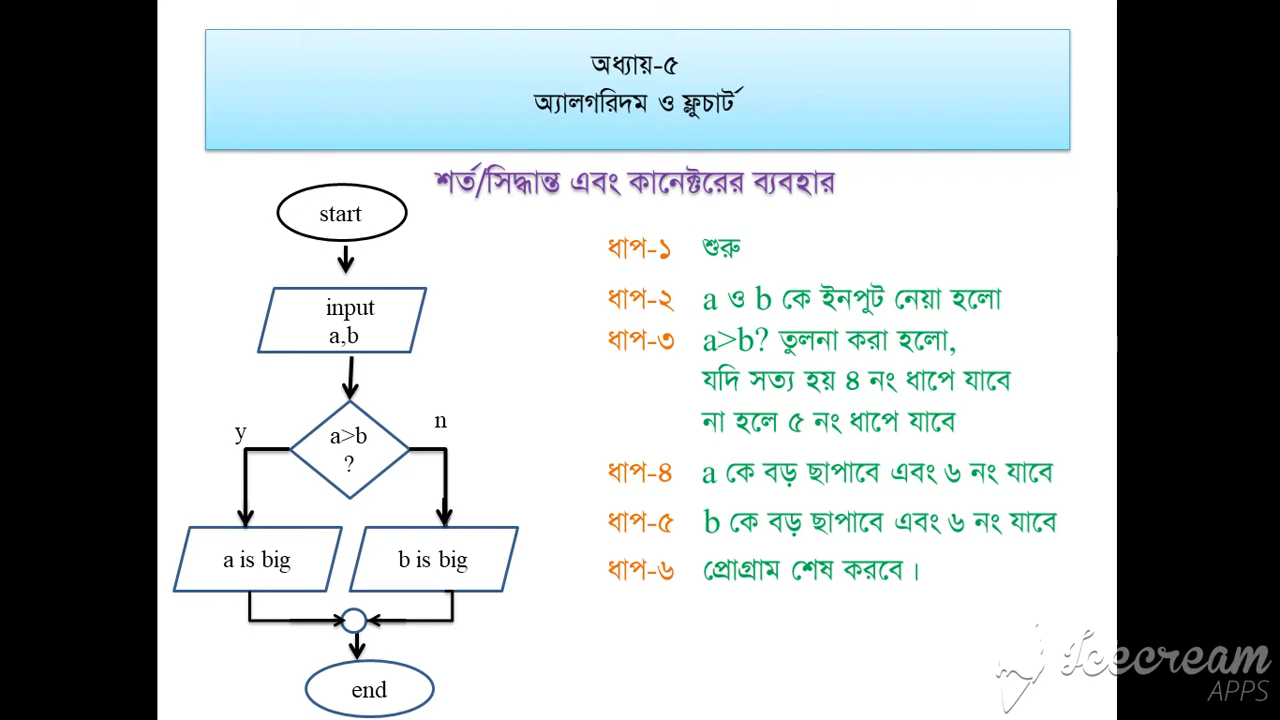 অধ্যায়-৫
অ্যালগরিদম ও ফ্লুচার্ট
শর্ত/সিদ্ধান্ত এবং কানেক্টরের ব্যবহার
start
input
a,b
a>b
?
y
n
a is big
b is big
end
ধাপ-১ শুরু
ধাপ-২ a ও b কে ইনপুট নেয়া হলো
ধাপ-৩ a>b? তুলনা করা হলো,
যদি সত্য হয় ৪ নং ধাপে যাবে
না হলে ৫ নং ধাপে যাবে
ধাপ-৪ a কে বড় ছাপাবে এবং ৬ নং যাবে
ধাপ-৫ b কে বড় ছাপাবে এবং ৬ নং যাবে
ধাপ-৬ প্রোগ্রাম শেষ করবে।
Icecream
APPS